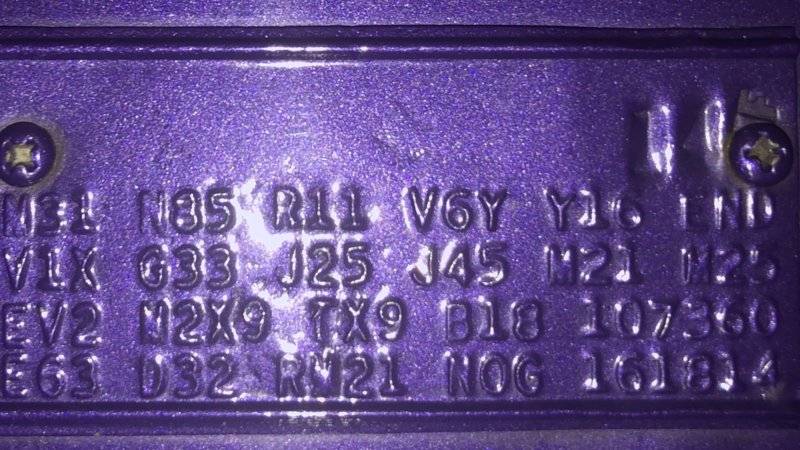 M31 N85 R11 V6Y Y16 END
V1X G33 J25 J45 M21 M25
EV2 M2X9 TX9 B18 107360
E63 D32 RM21 N0G 161814